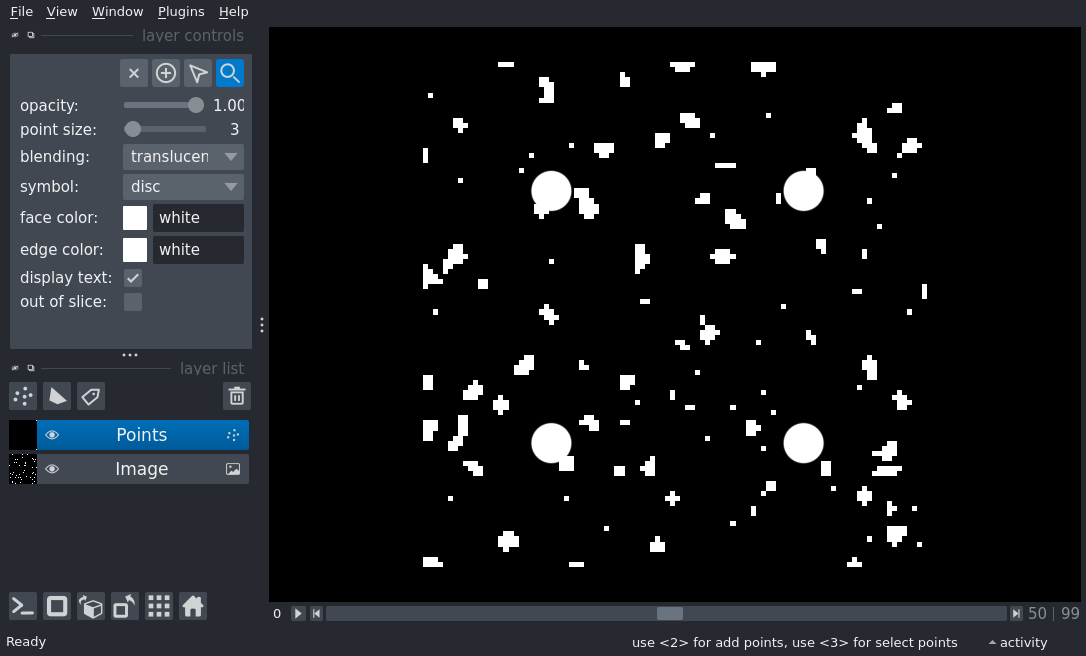 File View Window Plugins Help
layer controls
opacity: 1.00
point size: 3
blending: translucen
symbol: disc
face color: white
edge color: white
display text:
out of slice:
layer list
Points
Image
0 50 | 99
Ready use <2> for add points, use <3> for select points activity